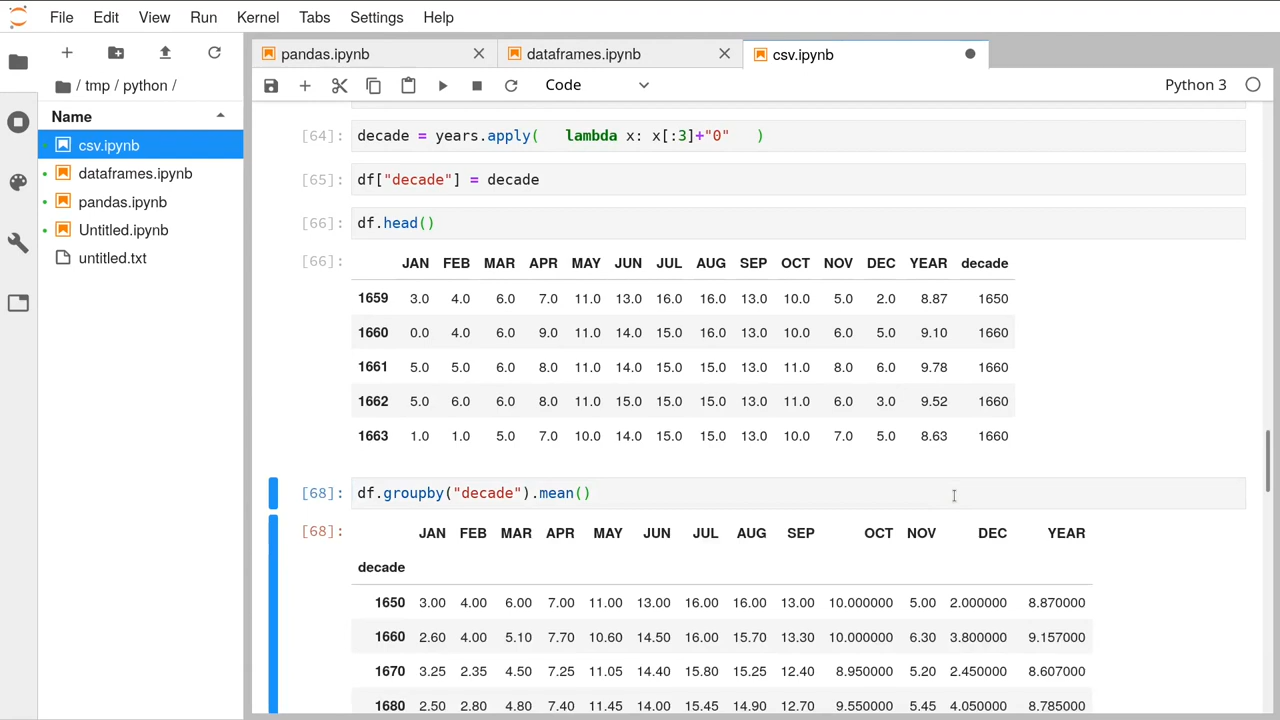 File Edit View Run Kernel Tabs Settings Help
pandas.ipynb dataframes.ipynb csv.ipynb
/ tmp / python /
Code Python 3
Name
csv.ipynb
dataframes.ipynb
pandas.ipynb
Untitled.ipynb
untitled.txt
[64]: decade = years.apply(   lambda x: x[:3]+"0"   )
[65]: df["decade"] = decade
[66]: df.head()
[66]: JAN FEB MAR APR MAY JUN JUL AUG SEP OCT NOV DEC YEAR decade
1659 3.0 4.0 6.0 7.0 11.0 13.0 16.0 16.0 13.0 10.0 5.0 2.0 8.87 1650
1660 0.0 4.0 6.0 9.0 11.0 14.0 15.0 16.0 13.0 10.0 6.0 5.0 9.10 1660
1661 5.0 5.0 6.0 8.0 11.0 14.0 15.0 15.0 13.0 11.0 8.0 6.0 9.78 1660
1662 5.0 6.0 6.0 8.0 11.0 15.0 15.0 15.0 13.0 11.0 6.0 3.0 9.52 1660
1663 1.0 1.0 5.0 7.0 10.0 14.0 15.0 15.0 13.0 10.0 7.0 5.0 8.63 1660
[68]: df.groupby("decade").mean()
[68]: JAN FEB MAR APR MAY JUN JUL AUG SEP OCT NOV DEC YEAR
decade
1650 3.00 4.00 6.00 7.00 11.00 13.00 16.00 16.00 13.00 10.000000 5.00 2.000000 8.870000
1660 2.60 4.00 5.10 7.70 10.60 14.50 16.00 15.70 13.30 10.000000 6.30 3.800000 9.157000
1670 3.25 2.35 4.50 7.25 11.05 14.40 15.80 15.25 12.40 8.950000 5.20 2.450000 8.607000
1680 2.50 2.80 4.80 7.40 11.45 14.00 15.45 14.90 12.70 9.550000 5.45 4.050000 8.785000